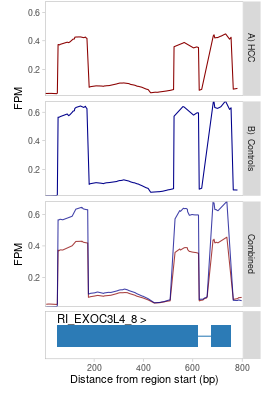 0.6
0.4
0.2
FPM
A) HCC
0.6
0.4
0.2
FPM
B) Controls
0.6
0.4
0.2
FPM
Combined
RI_EXOC3L4_8 >
200
400
600
800
Distance from region start (bp)